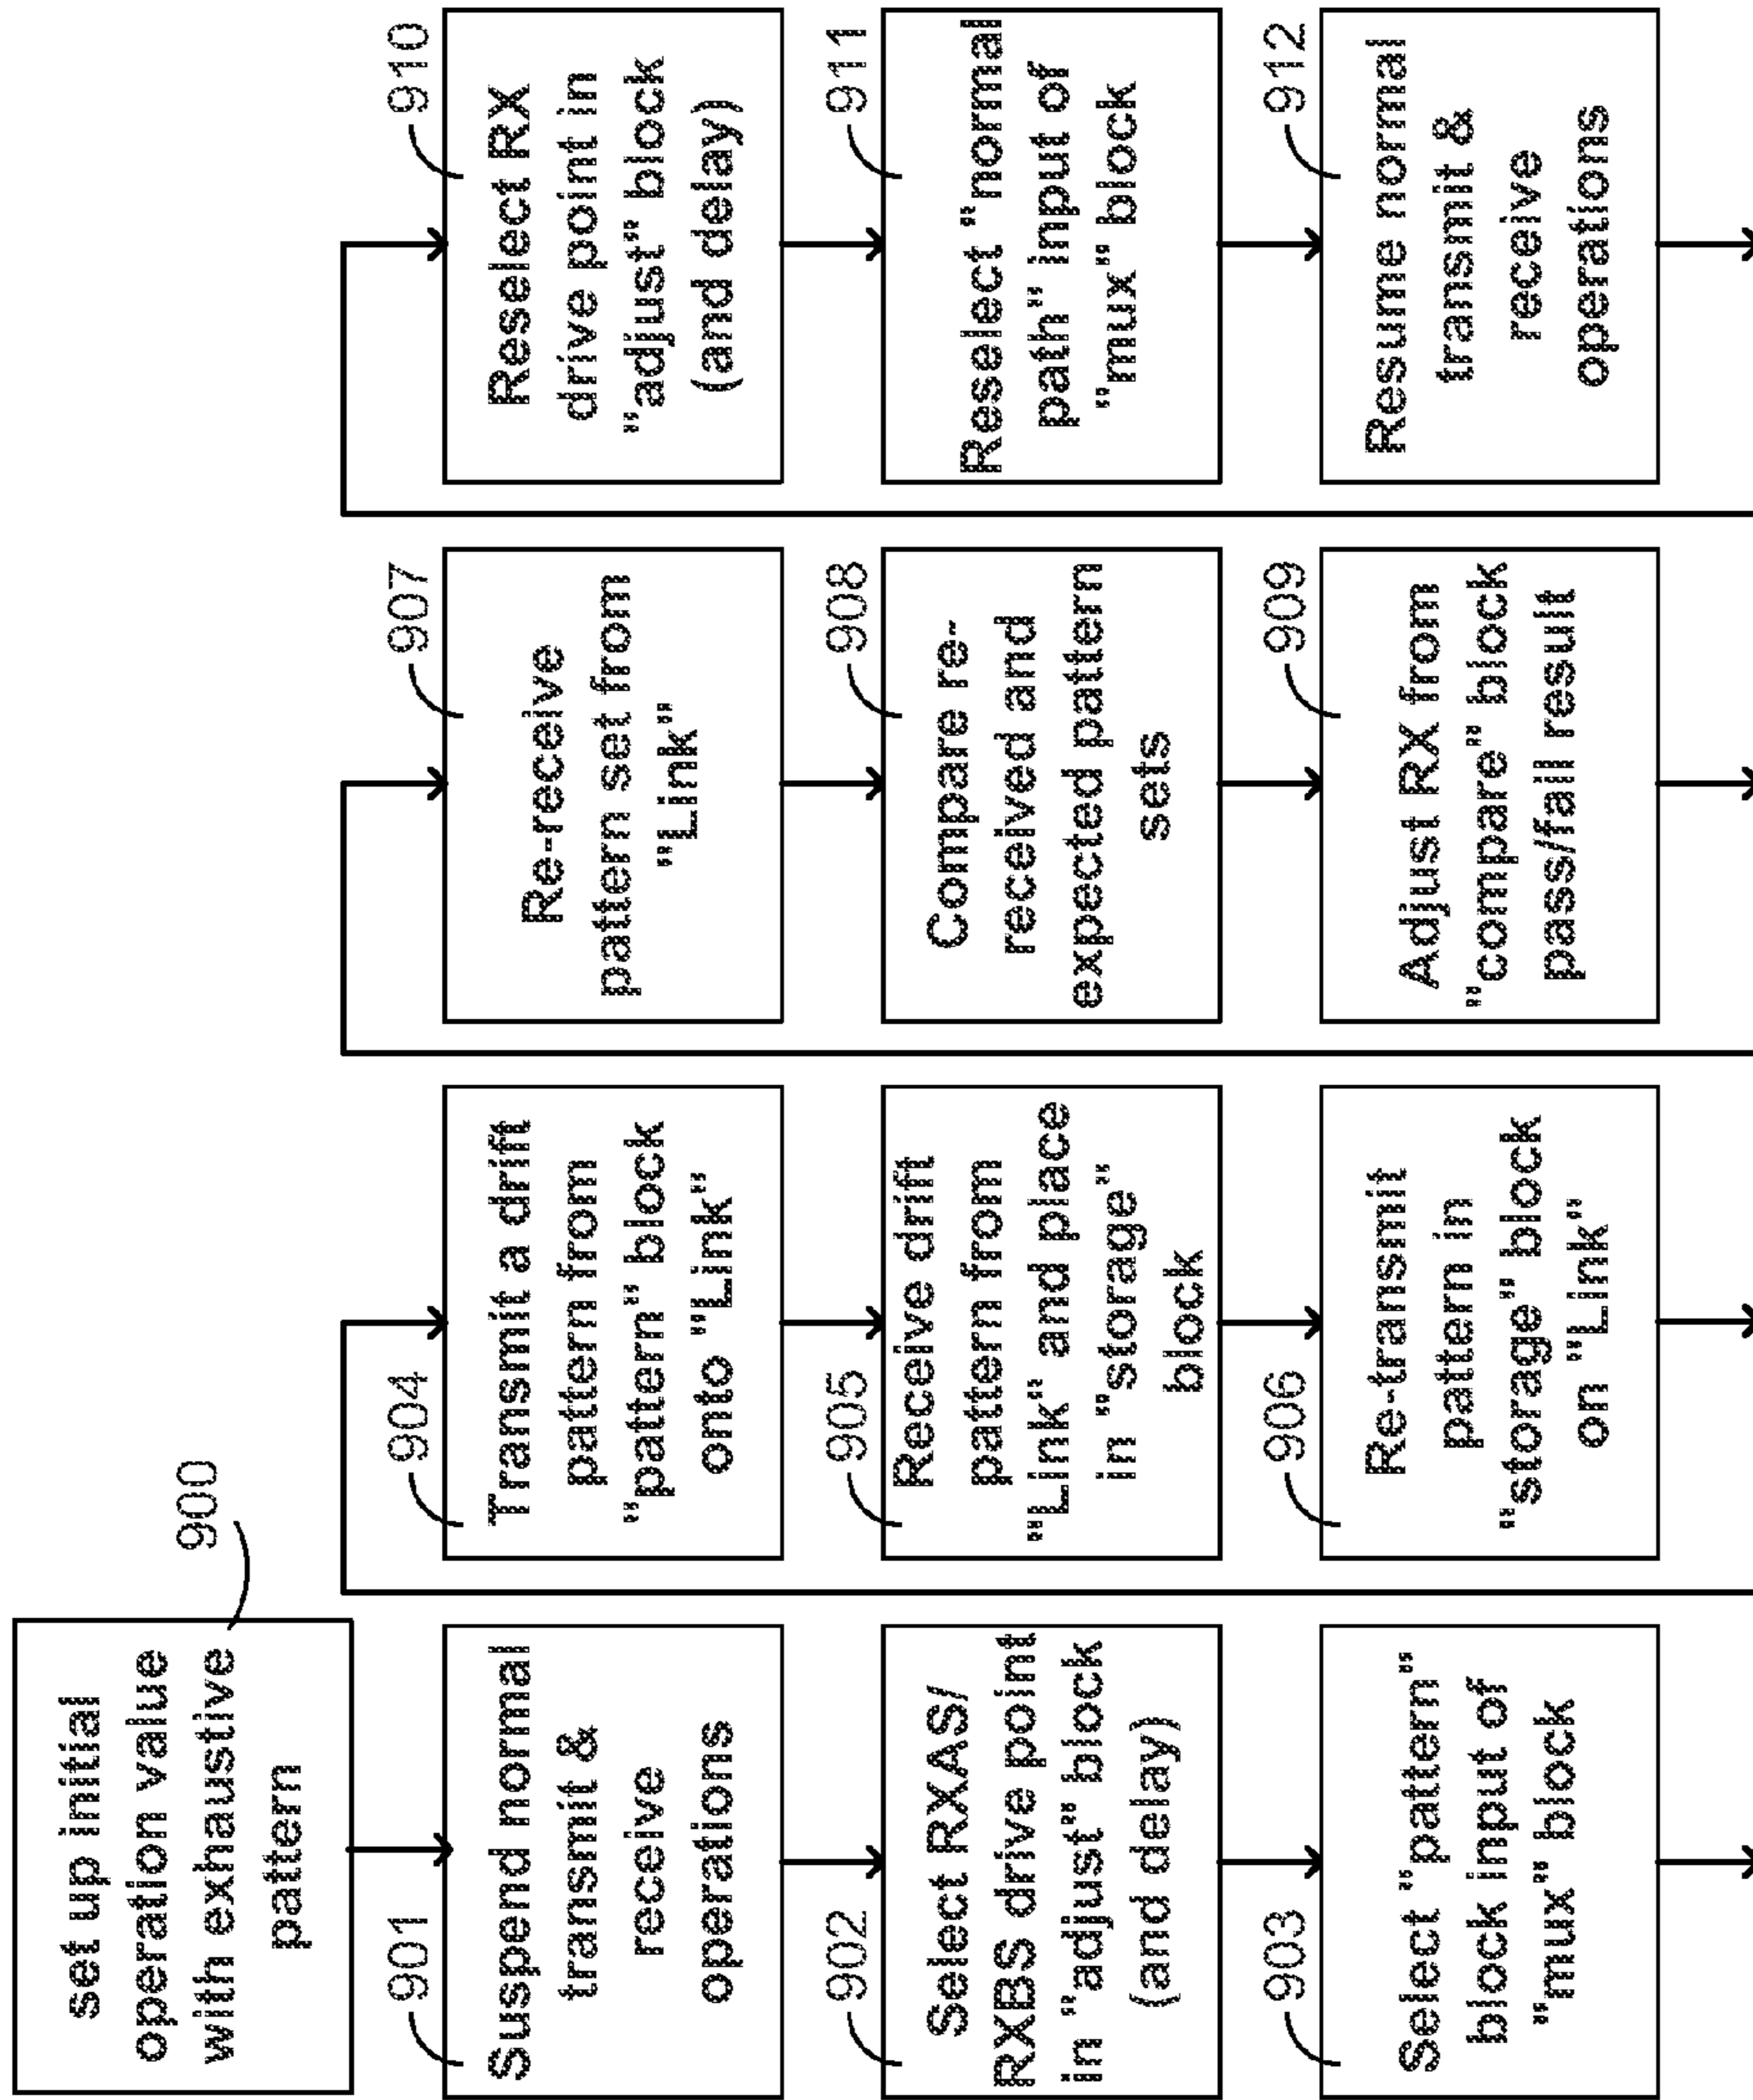 set up initial
operation value
with exhaustive
pattern
900
901
Suspend normal
transmit &
receive
operations
902
Select RXAS/
RXBS drive point
in "adjust" block
(and delay)
903
Select "pattern"
block input of
"mux" block
904
Transmit a drift
pattern from
"pattern" block
onto "Link"
905
Receive drift
pattern from
"Link" and place
in "storage"
block
906
Re-transmit
pattern in
"storage" block
on "Link"
907
Re-receive
pattern set from
"Link"
908
Compare re-
received and
expected pattern
sets
909
Adjust RX from
"compare" block
pass/fail result
910
Reselect RX
drive point in
"adjust" block
(and delay)
911
Reselect "normal
path" input of
"mux" block
912
Resume normal
transmit &
receive
operations